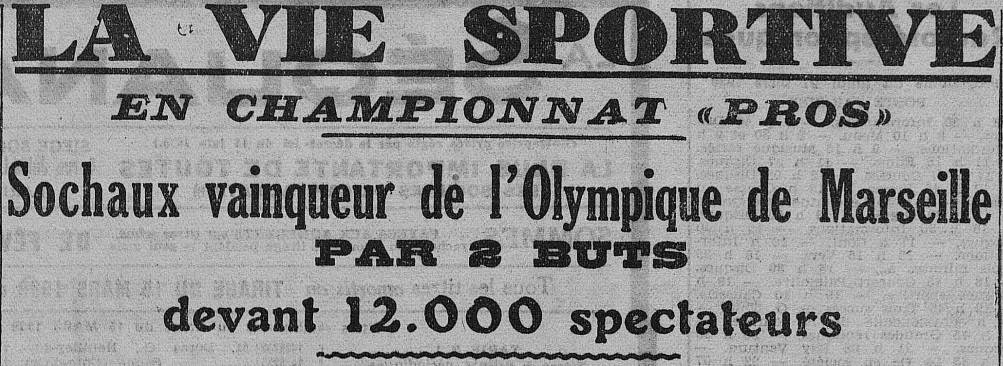 LA VIE SPORTIVE
EN CHAMPIONNAT «PROS»
Sochaux vainqueur de l'Olympique de Marseille
PAR 2 BUTS
devant 12.000 spectateurs